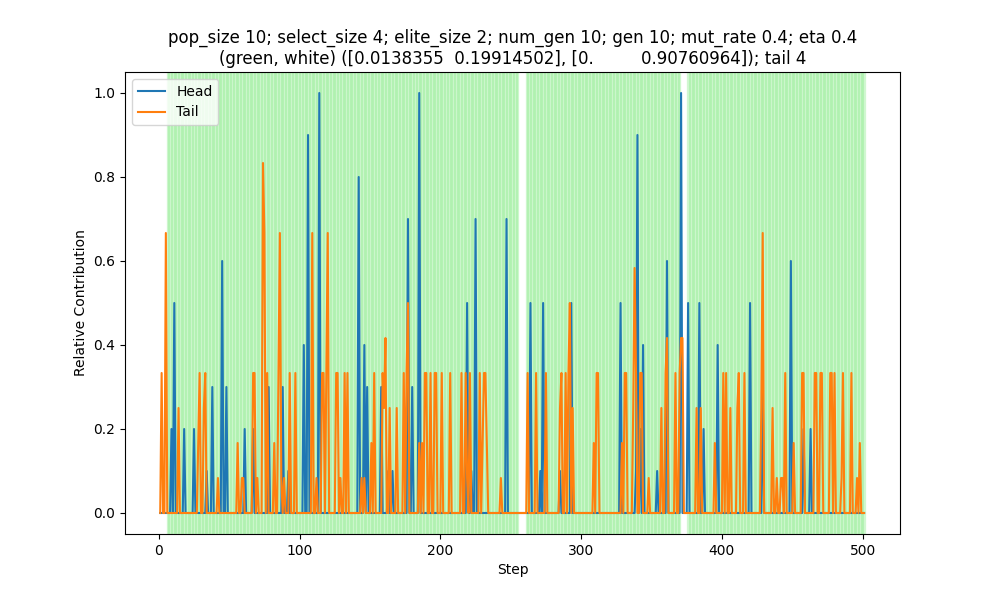 pop_size 10; select_size 4; elite_size 2; num_gen 10; gen 10; mut_rate 0.4; eta 0.4
(green, white) ([0.0138355  0.19914502], [0.         0.90760964]); tail 4
Head
Tail
1.0
0.8
0.6
0.4
0.2
0.0
Relative Contribution
0
100
200
300
400
500
Step